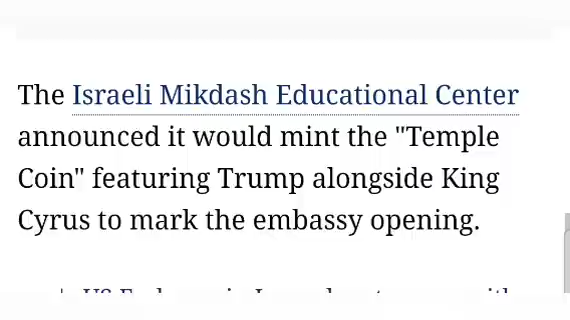 The Israeli Mikdash Educational Center
announced it would mint the "Temple
Coin" featuring Trump alongside King
Cyrus to mark the embassy opening.